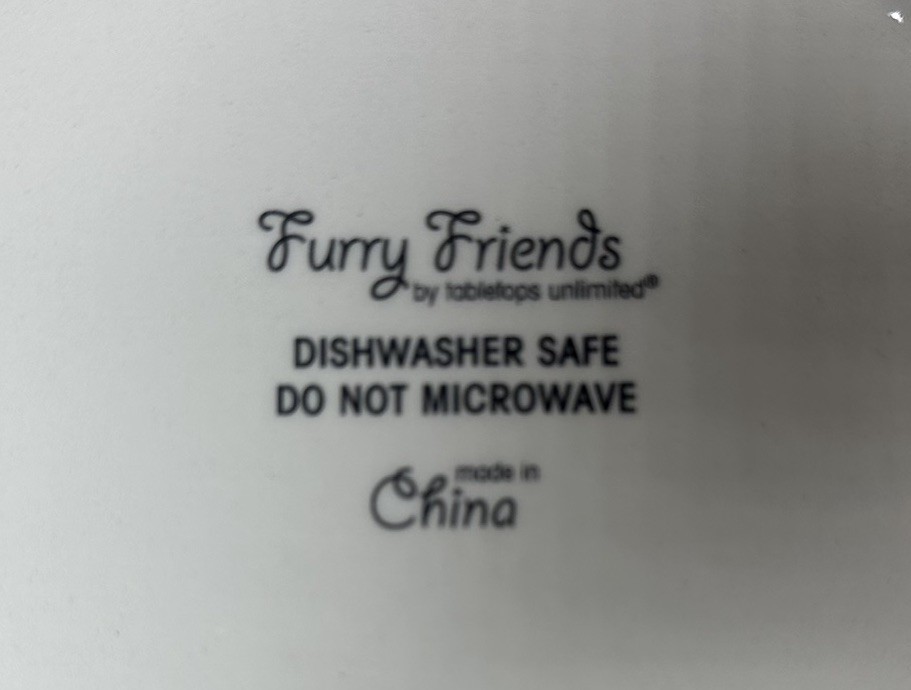 Furry Friends
by tabletops unlimited®
DISHWASHER SAFE
DO NOT MICROWAVE
made in
China